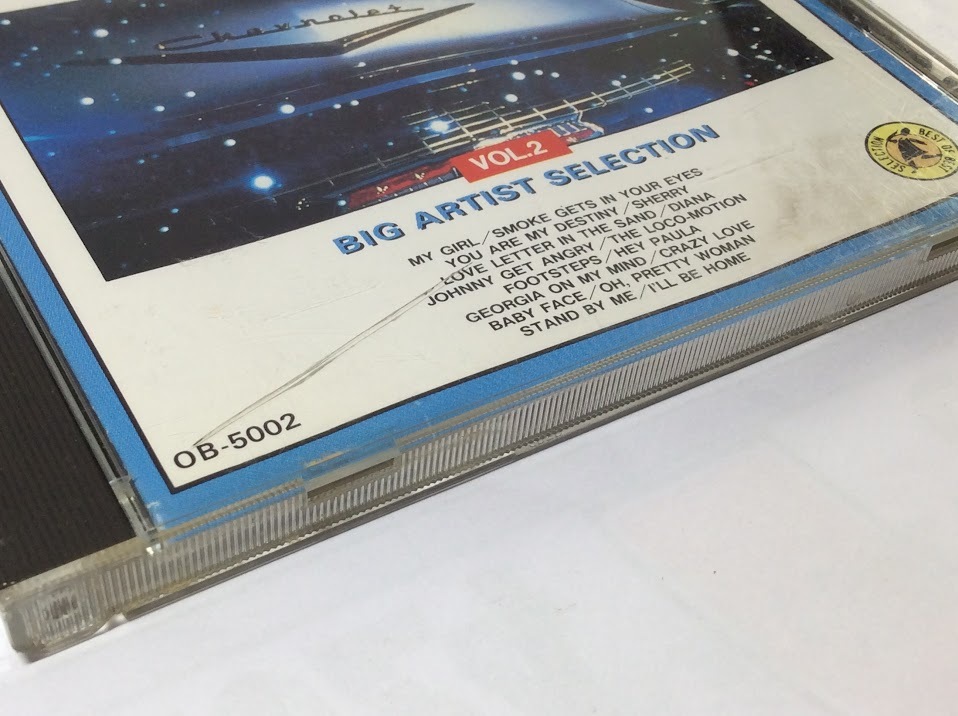 Chevrolet
VOL.2
BIG ARTIST SELECTION
BEST OF BEST
SELECTION
MY GIRL/SMOKE GETS IN YOUR EYES
YOU ARE MY DESTINY/SHERRY
LOVE LETTER IN THE SAND/DIANA
JOHNNY GET ANGRY/THE LOCO-MOTION
FOOTSTEPS/HEY PAULA
GEORGIA ON MY MIND/CRAZY LOVE
BABY FACE/OH, PRETTY WOMAN
STAND BY ME/I'LL BE HOME
OB-5002